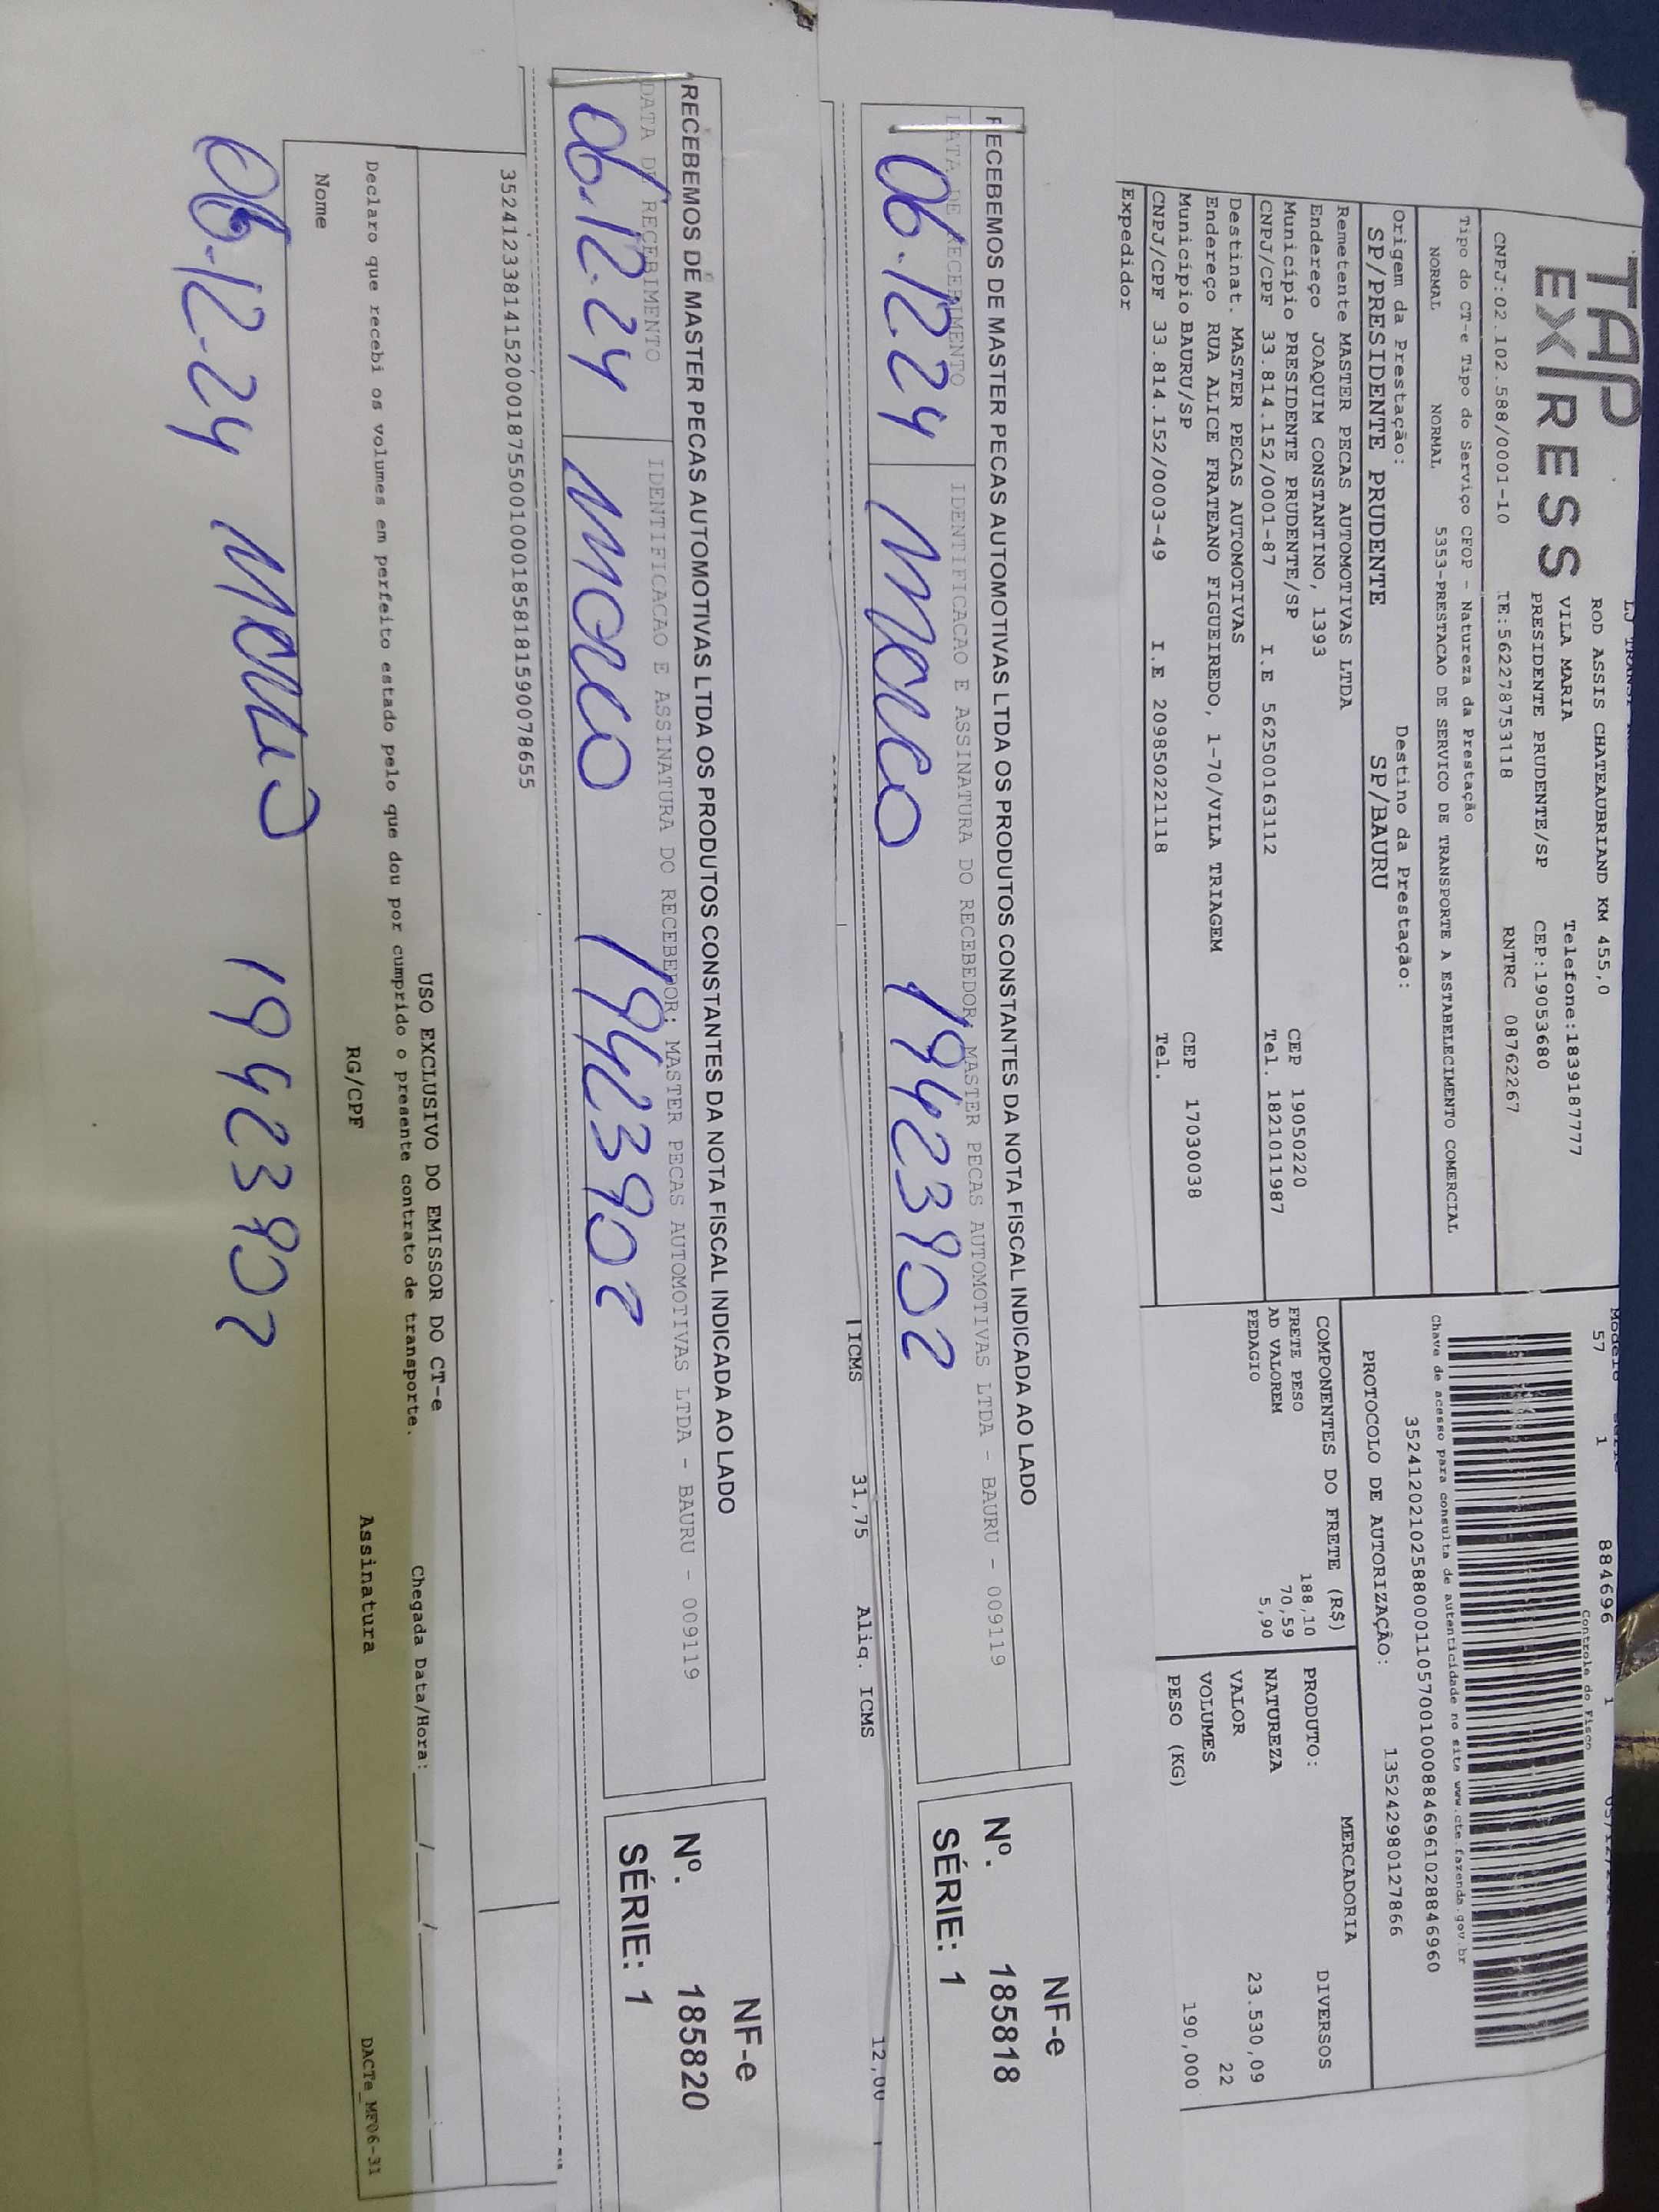 TAP
EXPRESS
ROD ASSIS CHATEAUBRIAND KM 455,0
VILA MARIA Telefone:1839187777
PRESIDENTE PRUDENTE/SP CEP:19053680
CNPJ:02.102.588/0001-10 IE:562278753118 RNTRC 08762267
Tipo do CT-e Tipo do Serviço CFOP - Natureza da Prestação
NORMAL NORMAL 5353-PRESTACAO DE SERVICO DE TRANSPORTE A ESTABELECIMENTO COMERCIAL
Origem da Prestação: Destino da Prestação:
SP/PRESIDENTE PRUDENTE SP/BAURU
Remetente MASTER PECAS AUTOMOTIVAS LTDA
Endereço JOAQUIM CONSTANTINO, 1393 CEP 19050220
Município PRESIDENTE PRUDENTE/SP Tel. 1821011987
CNPJ/CPF 33.814.152/0001-87 I.E 562500163112
Destinat. MASTER PECAS AUTOMOTIVAS
Endereço RUA ALICE FRATEANO FIGUEIREDO, 1-70/VILA TRIAGEM
Município BAURU/SP CEP 17030038
CNPJ/CPF 33.814.152/0003-49 I.E 209850221118 Tel.
Expedidor
57 1 884696 1
Controle do Fisco
Chave de acesso para consulta de autenticidade no site www.cte.fazenda.gov.br
35241202102588000110570010008846961028846960
PROTOCOLO DE AUTORIZAÇÃO: 135242980127866
COMPONENTES DO FRETE (R$)
FRETE PESO 188,10
AD VALOREM 70,59
PEDAGIO 5,90
MERCADORIA
PRODUTO: DIVERSOS
NATUREZA
VALOR 23.530,09
VOLUMES 22
PESO (KG) 190,000
RECEBEMOS DE MASTER PECAS AUTOMOTIVAS LTDA OS PRODUTOS CONSTANTES DA NOTA FISCAL INDICADA AO LADO
DATA DE RECEBIMENTO IDENTIFICACAO E ASSINATURA DO RECEBEDOR: MASTER PECAS AUTOMOTIVAS LTDA - BAURU - 009119
06.12.24 19423902
NF-e
Nº. 185818
SÉRIE: 1
ICMS 31,75 Aliq. ICMS 12,00
RECEBEMOS DE MASTER PECAS AUTOMOTIVAS LTDA OS PRODUTOS CONSTANTES DA NOTA FISCAL INDICADA AO LADO
DATA DE RECEBIMENTO IDENTIFICACAO E ASSINATURA DO RECEBEDOR: MASTER PECAS AUTOMOTIVAS LTDA - BAURU - 009119
06.12.24 19423902
NF-e
Nº. 185820
SÉRIE: 1
35241233814152000187550010001858181590078655
USO EXCLUSIVO DO EMISSOR DO CT-e
Declaro que recebi os volumes em perfeito estado pelo que dou por cumprido o presente contrato de transporte. Chegada Data/Hora:___/___/_____ __:__
Nome RG/CPF Assinatura
06-12-24 19423902
DACTe_MF06-31